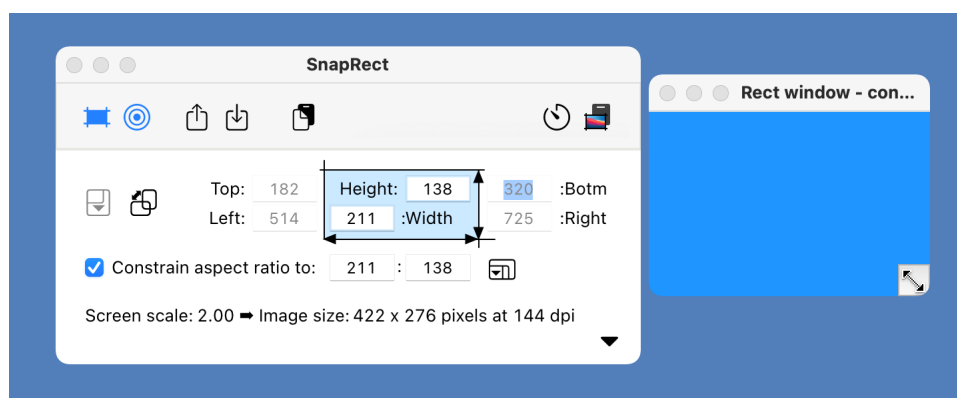 SnapRect
Rect window - con...
Top: 182 Height: 138 320 :Botm
Left: 514 211 :Width 725 :Right
Constrain aspect ratio to: 211 : 138
Screen scale: 2.00 ➡ Image size: 422 x 276 pixels at 144 dpi